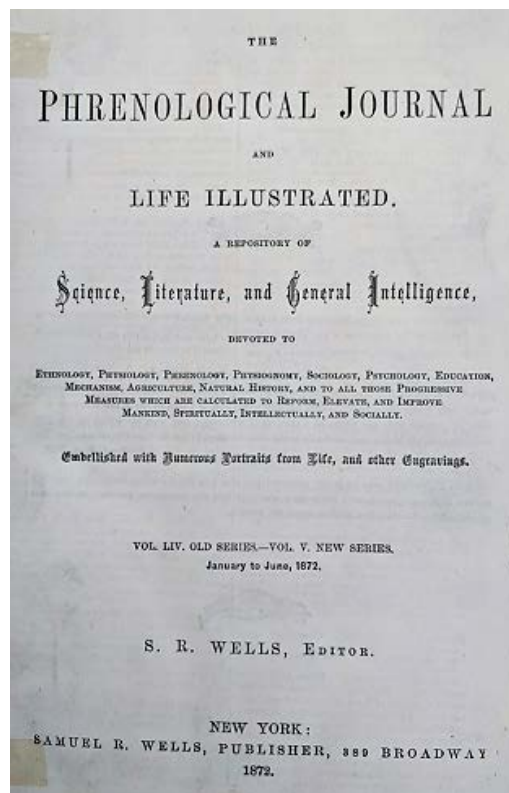 THE
PHRENOLOGICAL JOURNAL
AND
LIFE ILLUSTRATED.
A REPOSITORY OF
Science, Literature, and General Intelligence,
DEVOTED TO
ETHNOLOGY, PHYSIOLOGY, PHRENOLOGY, PHYSIOGNOMY, SOCIOLOGY, PSYCHOLOGY, EDUCATION,
MECHANISM, AGRICULTURE, NATURAL HISTORY, AND TO ALL THOSE PROGRESSIVE
MEASURES WHICH ARE CALCULATED TO REFORM, ELEVATE, AND IMPROVE
MANKIND, SPIRITUALLY, INTELLECTUALLY, AND SOCIALLY.
Embellished with Numerous Portraits from Life, and other Engravings.
VOL. LIV. OLD SERIES.—VOL. V. NEW SERIES.
January to June, 1872.
S. R. WELLS, EDITOR.
NEW YORK:
SAMUEL R. WELLS, PUBLISHER, 389 BROADWAY
1872.